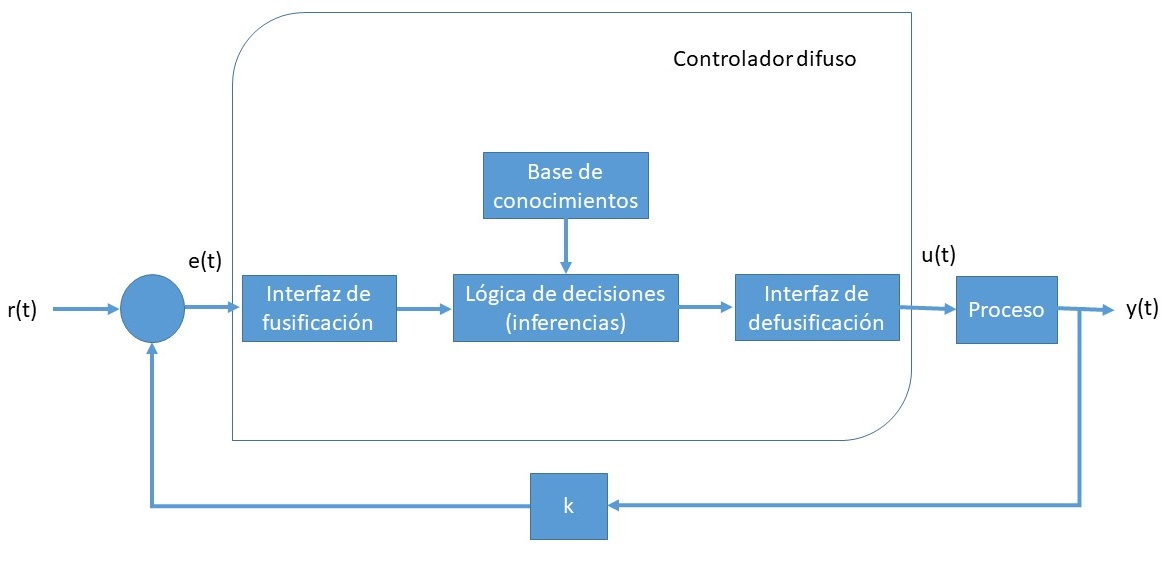 Controlador difuso
Base de
conocimientos
r(t)
e(t)
Interfaz de
fusificación
Lógica de decisiones
(inferencias)
Interfaz de
defusificación
u(t)
Proceso
y(t)
k